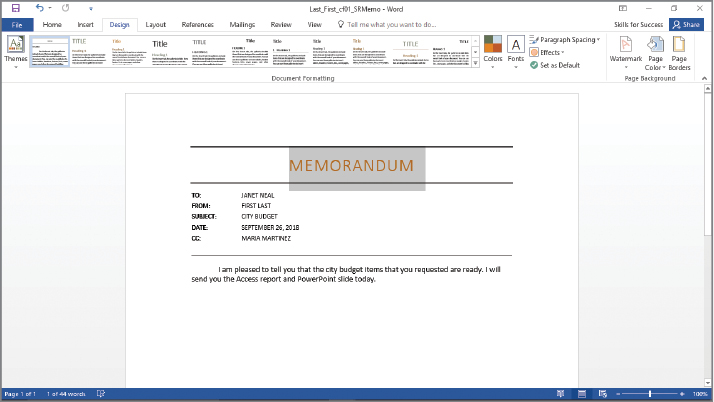 Last_First_cf01_SRMemo - Word
File Home Insert Design Layout References Mailings Review View Tell me what you want to do... Skills for Success Share
Themes
TITLE Title Title Title TITLE Title Title Title Title TITLE Title
Colors Fonts
Paragraph Spacing
Effects
Set as Default
Watermark Page Color Page Borders
Document Formatting Page Background
MEMORANDUM
TO: JANET NEAL
FROM: FIRST LAST
SUBJECT: CITY BUDGET
DATE: SEPTEMBER 26, 2018
CC: MARIA MARTINEZ
I am pleased to tell you that the city budget items that you requested are ready. I will
send you the Access report and PowerPoint slide today.
Page 1 of 1 1 of 44 words 100%